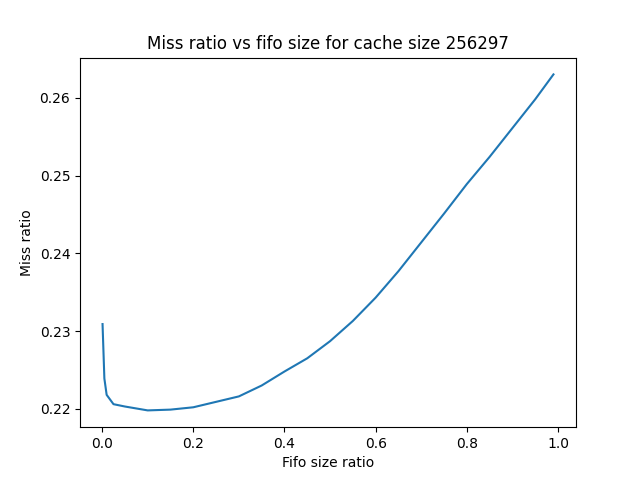 Miss ratio vs fifo size for cache size 256297
0.26
0.25
0.24
0.23
0.22
Miss ratio
0.0 0.2 0.4 0.6 0.8 1.0
Fifo size ratio